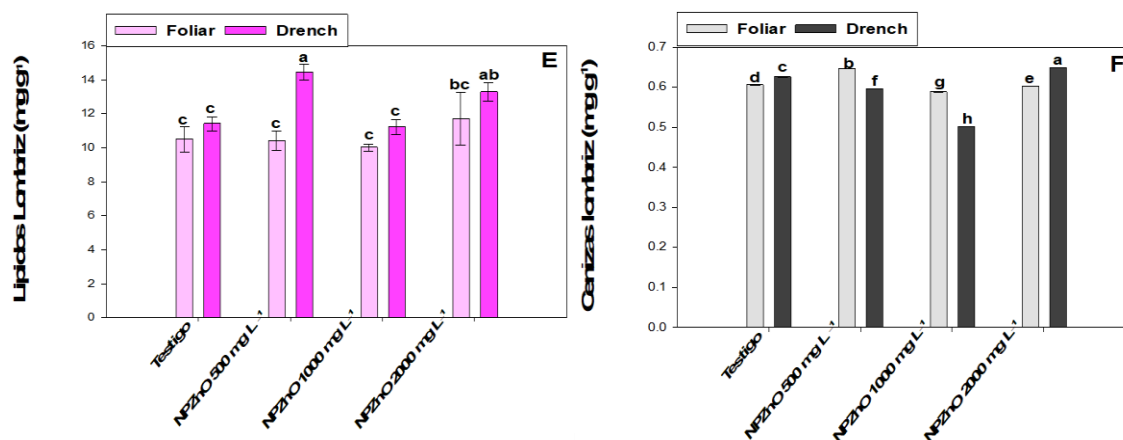 Foliar Drench
E
Lipidos Lombriz (mg g⁻¹)
16
14
12
10
8
6
4
2
0
c c c a c c bc ab
Testigo
NPZnO 500 mg L⁻¹
NPZnO 1000 mg L⁻¹
NPZnO 2000 mg L⁻¹
Foliar Drench
F
Cenizas lombriz (mg g⁻¹)
0.7
0.6
0.5
0.4
0.3
0.2
0.1
0.0
d c b f g h e a
Testigo
NPZnO 500 mg L⁻¹
NPZnO 1000 mg L⁻¹
NPZnO 2000 mg L⁻¹